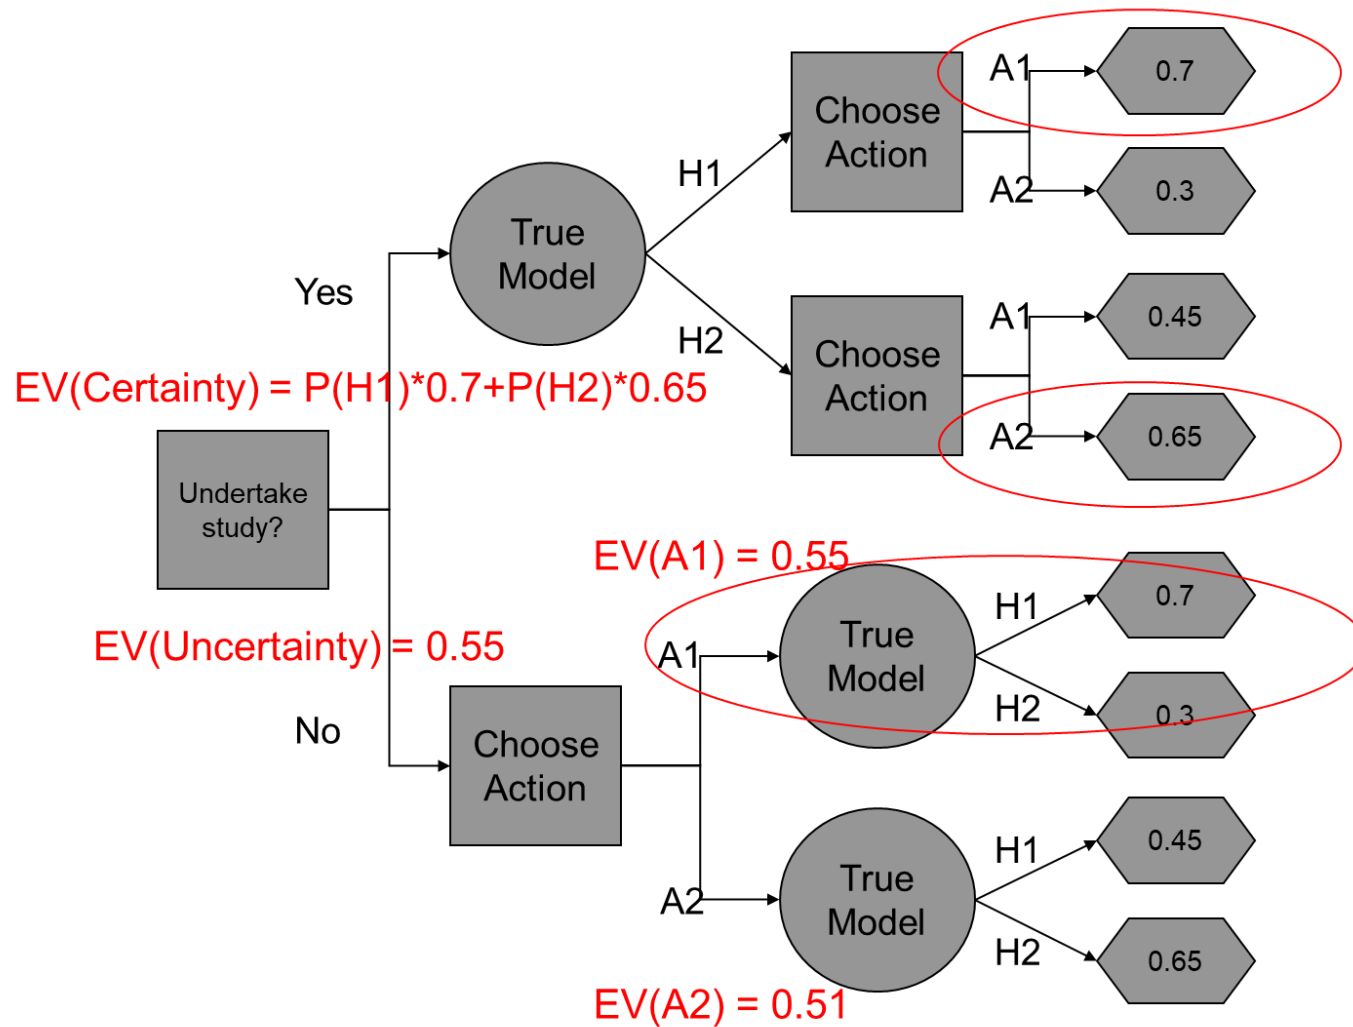 A1
0.7
Choose
Action
A2
0.3
H1
True
Model
Yes
H2
A1
0.45
Choose
Action
A2
0.65
EV(Certainty) = P(H1)*0.7+P(H2)*0.65
Undertake
study?
EV(A1) = 0.55
H1
0.7
True
Model
A1
H2
0.3
EV(Uncertainty) = 0.55
No
Choose
Action
H1
0.45
True
Model
A2
H2
0.65
EV(A2) = 0.51